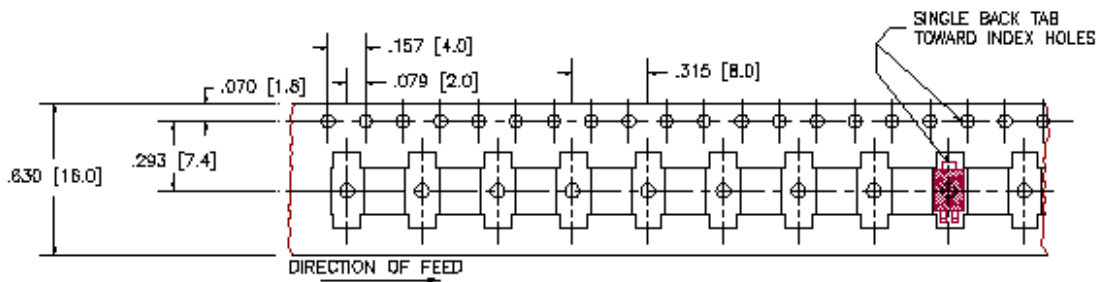 SINGLE BACK TAB
TOWARD INDEX HOLES
.157 [4.0]
.079 [2.0]
.315 [8.0]
.070 [1.8]
.293 [7.4]
.630 [16.0]
DIRECTION OF FEED